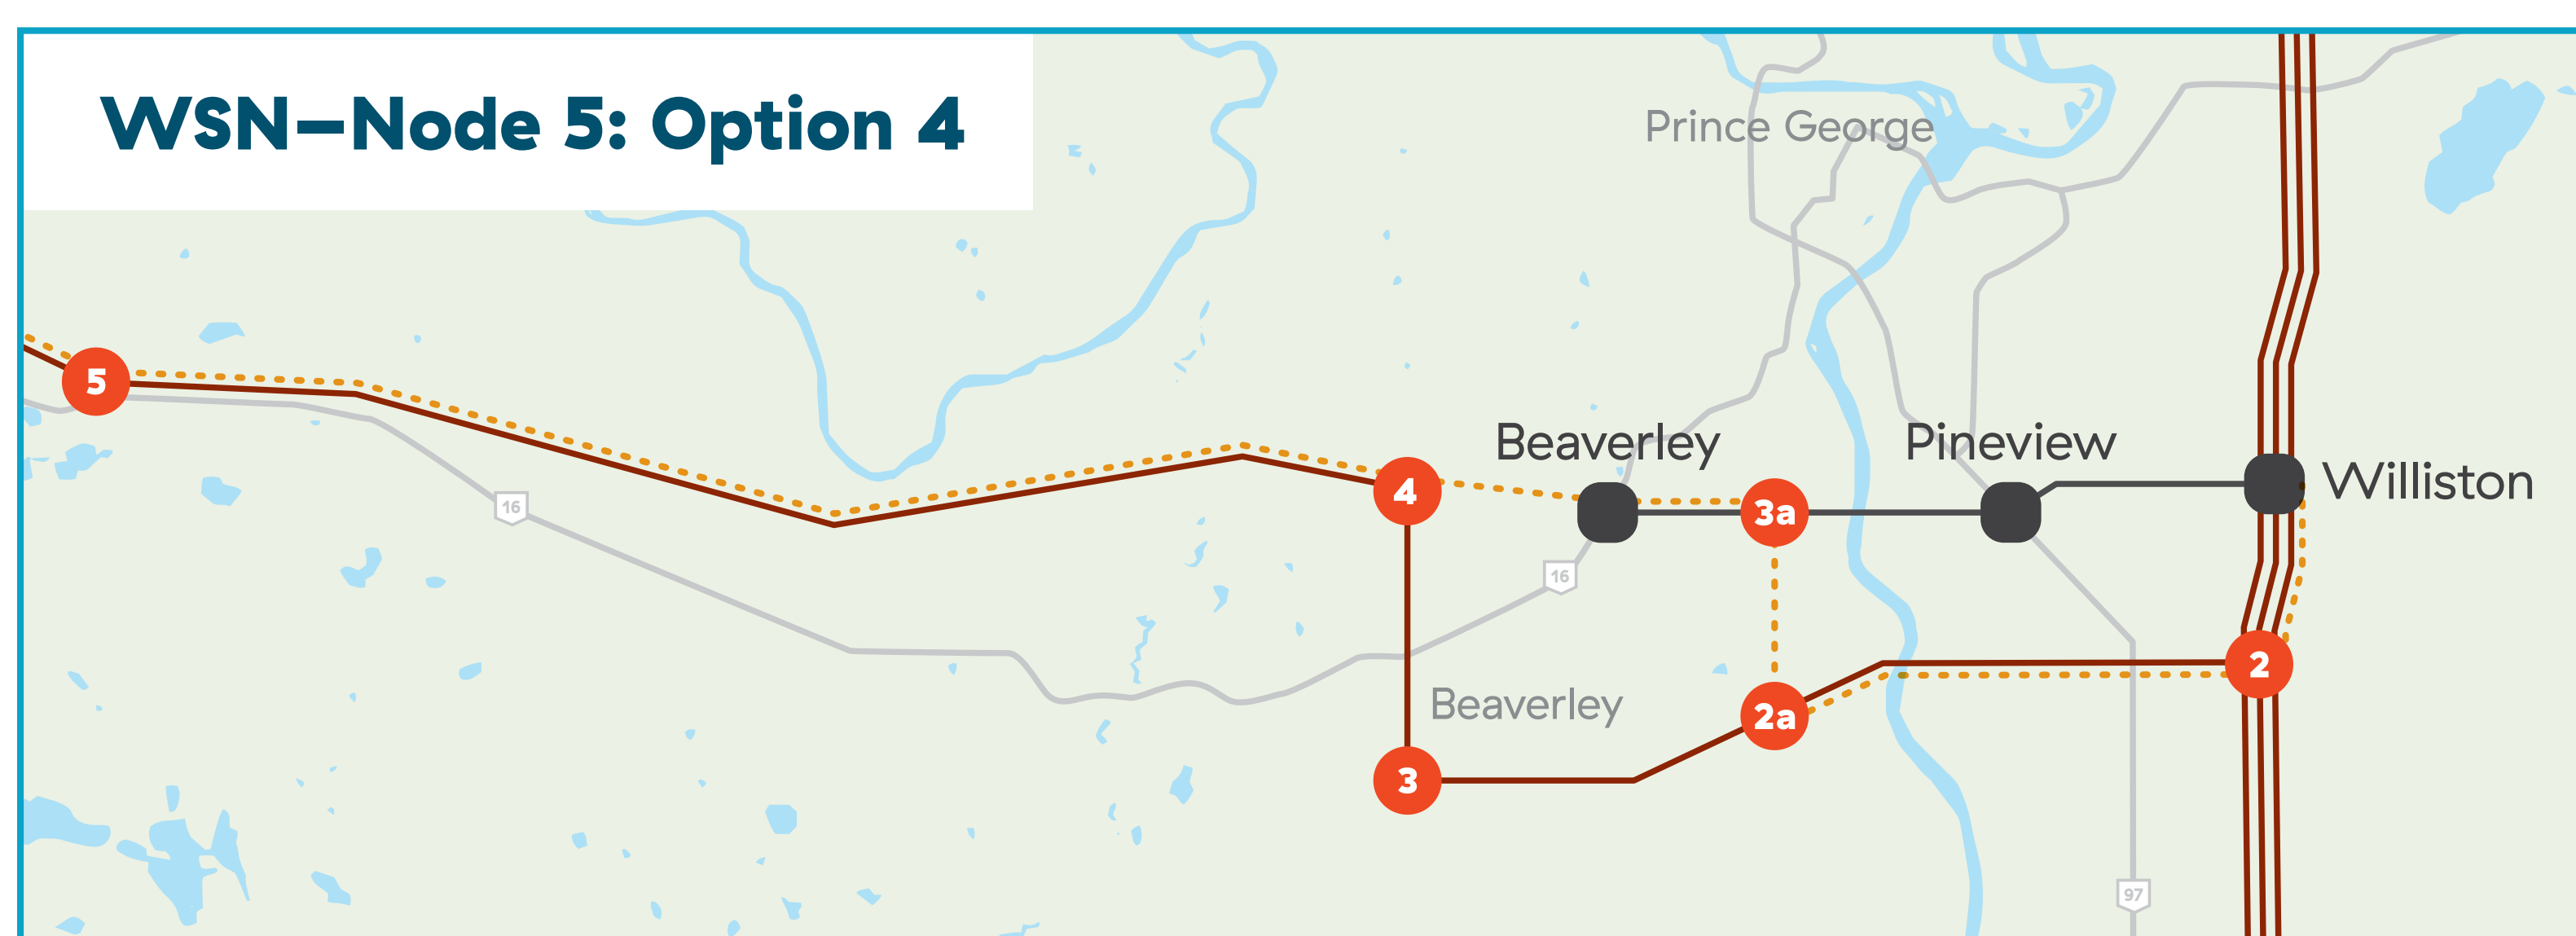 WSN—Node 5: Option 4
Prince George
5
4
Beaverley
3a
Pineview
Williston
16
16
2
Beaverley
2a
3
97